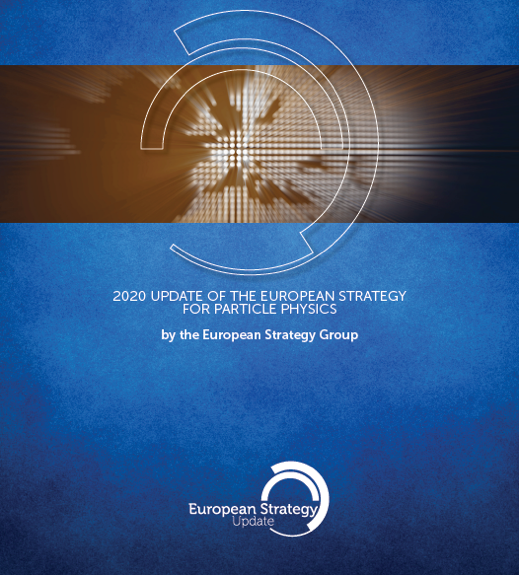 2020 UPDATE OF THE EUROPEAN STRATEGY
FOR PARTICLE PHYSICS
by the European Strategy Group
European Strategy
Update